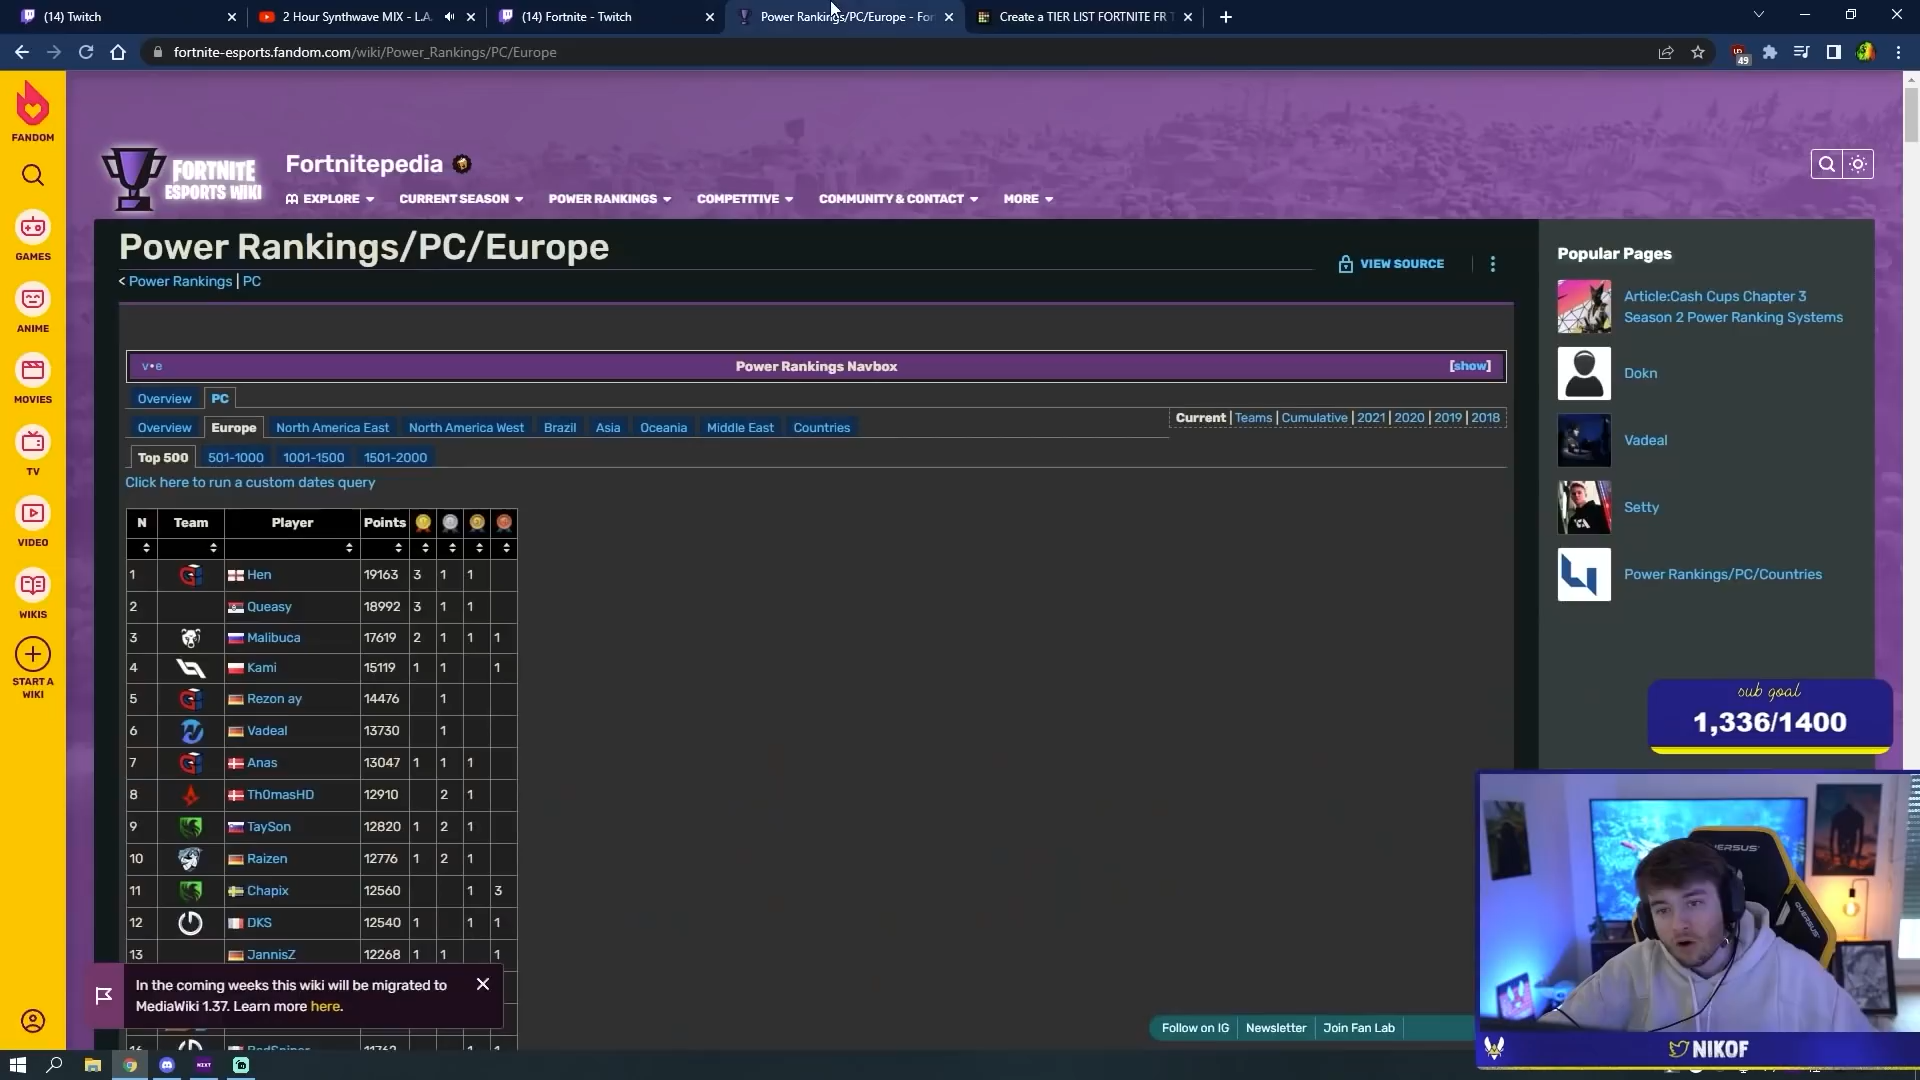 (14) Twitch
2 Hour Synthwave MIX - L.A.
(14) Fortnite - Twitch
Power Rankings/PC/Europe - For
Create a TIER LIST FORTNITE FR T
fortnite-esports.fandom.com/wiki/Power_Rankings/PC/Europe
49
FANDOM
GAMES
ANIME
MOVIES
TV
VIDEO
WIKIS
START A
WIKI
FORTNITE
ESPORTS WIKI
Fortnitepedia
EXPLORE
CURRENT SEASON
POWER RANKINGS
COMPETITIVE
COMMUNITY & CONTACT
MORE
Power Rankings/PC/Europe
< Power Rankings | PC
VIEW SOURCE
v•e
Power Rankings Navbox
[show]
Overview PC
Current | Teams | Cumulative | 2021 | 2020 | 2019 | 2018
Overview Europe North America East North America West Brazil Asia Oceania Middle East Countries
Top 500 501-1000 1001-1500 1501-2000
Click here to run a custom dates query
N Team Player Points
1 Hen 19163 3 1 1
2 Queasy 18992 3 1 1
3 Malibuca 17619 2 1 1 1
4 Kami 15119 1 1 1
5 Rezon ay 14476 1
6 Vadeal 13730 1
7 Anas 13047 1 1 1
8 Th0masHD 12910 2 1
9 TaySon 12820 1 2 1
10 Raizen 12776 1 2 1
11 Chapix 12560 1 3
12 DKS 12540 1 1 1
13 JannisZ 12268 1 1 1
In the coming weeks this wiki will be migrated to
MediaWiki 1.37. Learn more here.
Popular Pages
Article:Cash Cups Chapter 3
Season 2 Power Ranking Systems
Dokn
Vadeal
Setty
Power Rankings/PC/Countries
sub goal
1,336/1400
Follow on IG
Newsletter
Join Fan Lab
NIKOF